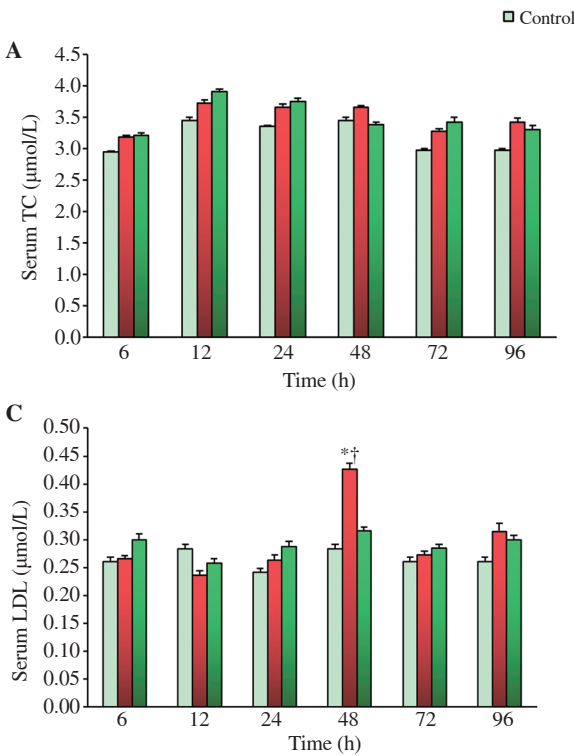 Control
A
4.5
4.0
3.5
3.0
2.5
2.0
1.5
1.0
0.5
0.0
Serum TC (μmol/L)
6 12 24 48 72 96
Time (h)
C
0.50
0.45
0.40
0.35
0.30
0.25
0.20
0.15
0.10
0.05
0.00
Serum LDL (μmol/L)
*†
6 12 24 48 72 96
Time (h)